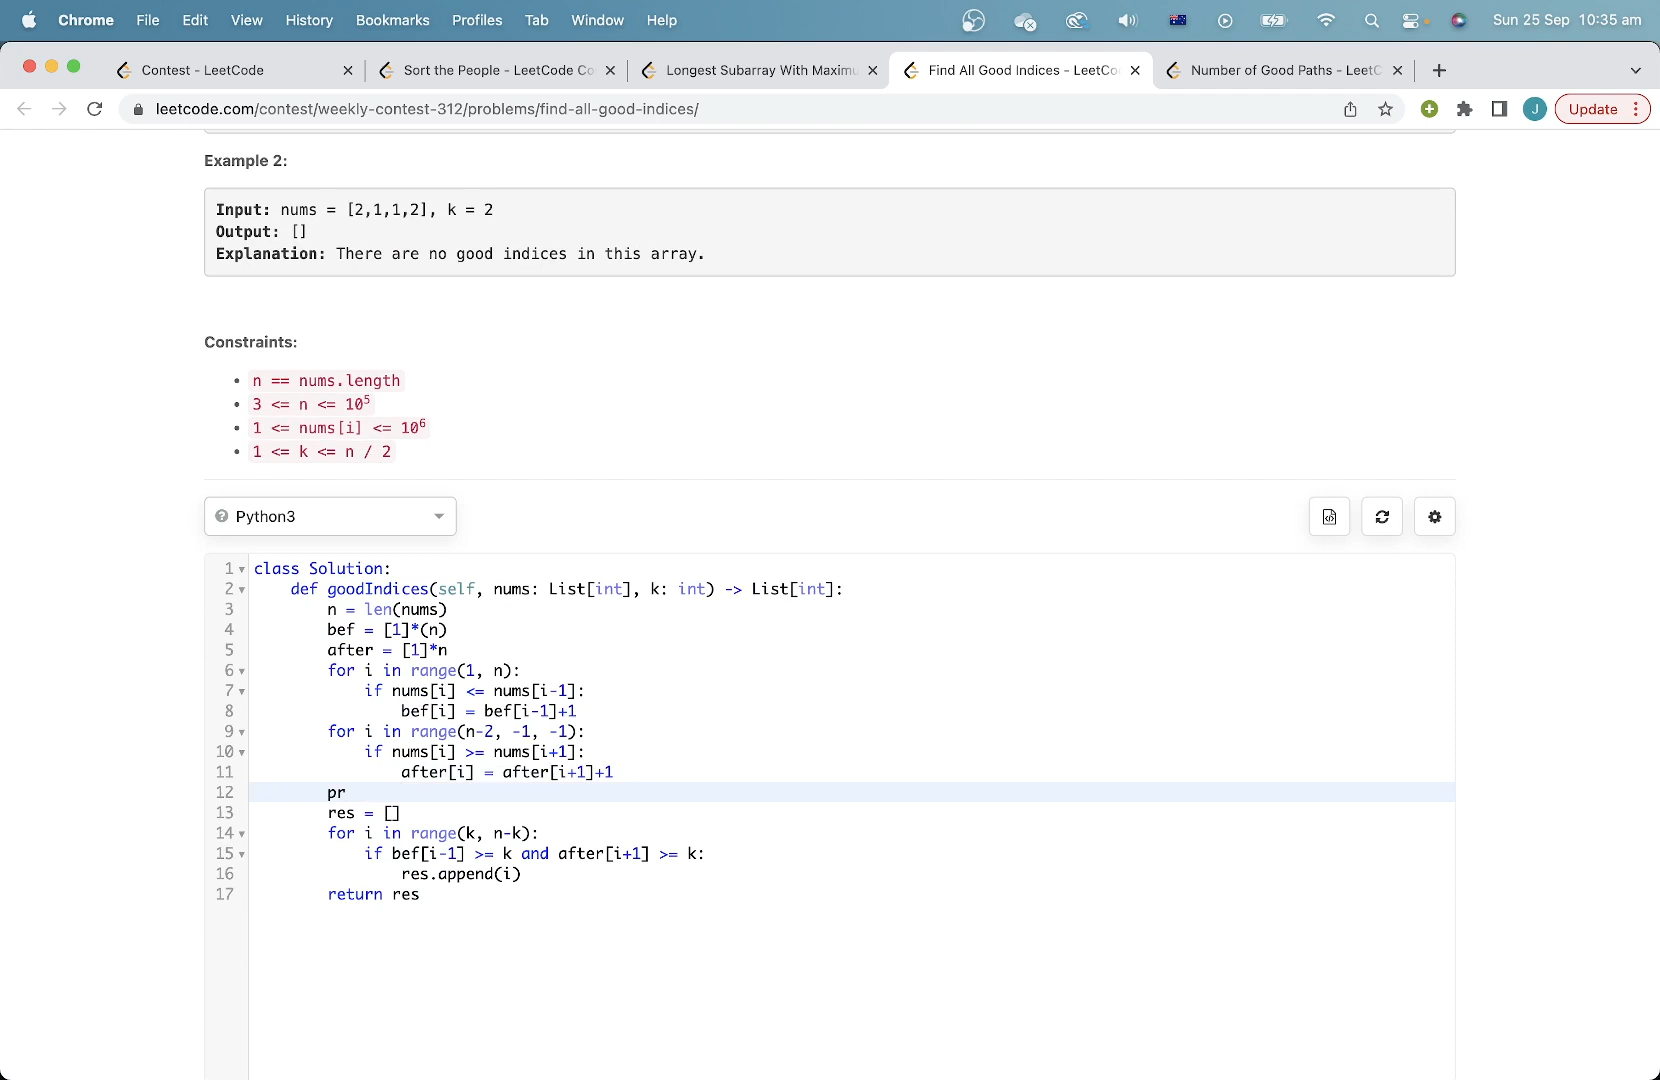 Chrome File Edit View History Bookmarks Profiles Tab Window Help Sun 25 Sep 10:35 am
Contest - LeetCode Sort the People - LeetCode Co Longest Subarray With Maximu Find All Good Indices - LeetCo Number of Good Paths - LeetC
leetcode.com/contest/weekly-contest-312/problems/find-all-good-indices/ J Update
Example 2:
Input: nums = [2,1,1,2], k = 2
Output: []
Explanation: There are no good indices in this array.
Constraints:
• n == nums.length
• 3 <= n <= 10⁵
• 1 <= nums[i] <= 10⁶
• 1 <= k <= n / 2
Python3
1 class Solution:
2 def goodIndices(self, nums: List[int], k: int) -> List[int]:
3 n = len(nums)
4 bef = [1]*(n)
5 after = [1]*n
6 for i in range(1, n):
7 if nums[i] <= nums[i-1]:
8 bef[i] = bef[i-1]+1
9 for i in range(n-2, -1, -1):
10 if nums[i] >= nums[i+1]:
11 after[i] = after[i+1]+1
12 pr
13 res = []
14 for i in range(k, n-k):
15 if bef[i-1] >= k and after[i+1] >= k:
16 res.append(i)
17 return res